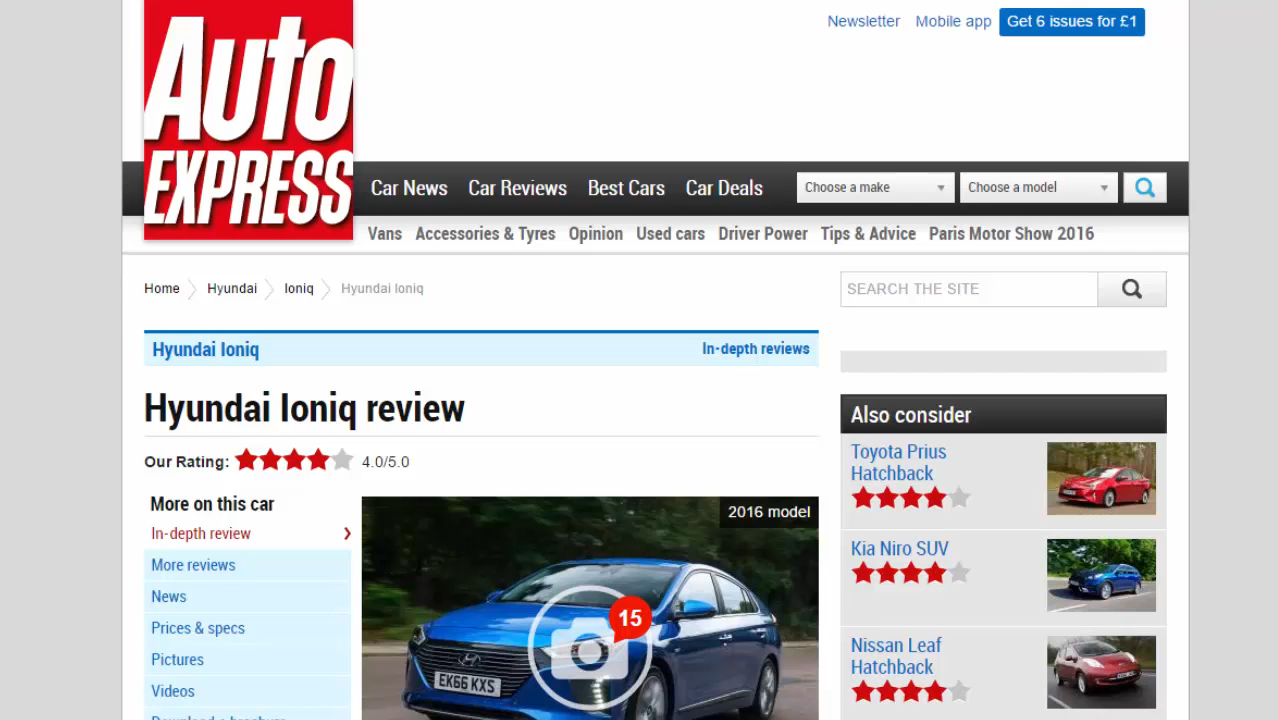 Auto
EXPRESS
Newsletter Mobile app Get 6 issues for £1
Car News Car Reviews Best Cars Car Deals Choose a make Choose a model
Vans Accessories & Tyres Opinion Used cars Driver Power Tips & Advice Paris Motor Show 2016
Home Hyundai Ioniq Hyundai Ioniq
SEARCH THE SITE
Hyundai Ioniq In-depth reviews
Hyundai Ioniq review
Our Rating: 4.0/5.0
More on this car
In-depth review
More reviews
News
Prices & specs
Pictures
Videos
Download a brochure
2016 model
15
EK66 KXS
Also consider
Toyota Prius
Hatchback
Kia Niro SUV
Nissan Leaf
Hatchback